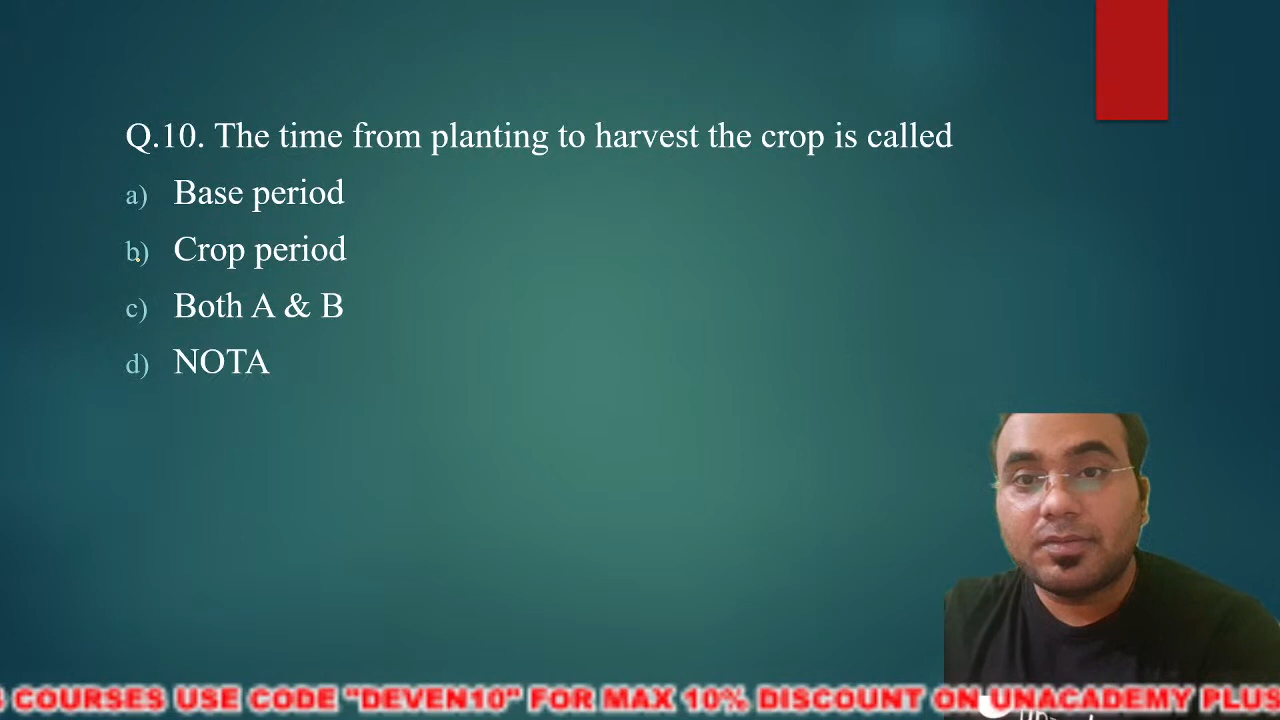 Q.10. The time from planting to harvest the crop is called
a) Base period
b) Crop period
c) Both A & B
d) NOTA
COURSES USE CODE "DEVEN10" FOR MAX 10% DISCOUNT ON UNACADEMY PLUS